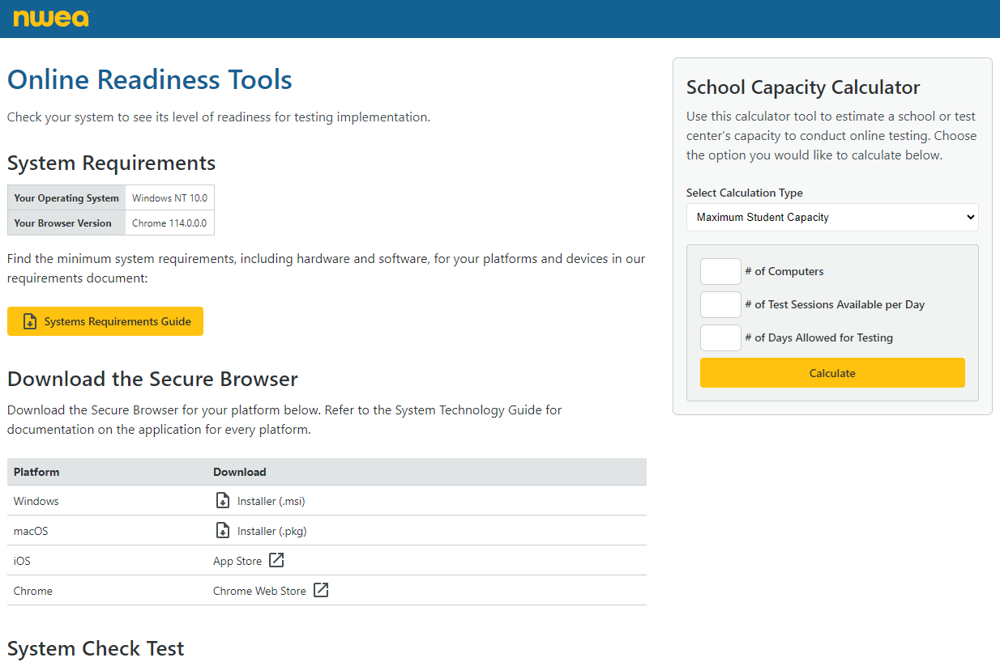 nwea
Online Readiness Tools
Check your system to see its level of readiness for testing implementation.
System Requirements
Your Operating System Windows NT 10.0
Your Browser Version Chrome 114.0.0.0
Find the minimum system requirements, including hardware and software, for your platforms and devices in our
requirements document:
Systems Requirements Guide
Download the Secure Browser
Download the Secure Browser for your platform below. Refer to the System Technology Guide for
documentation on the application for every platform.
Platform Download
Windows Installer (.msi)
macOS Installer (.pkg)
iOS App Store
Chrome Chrome Web Store
System Check Test
School Capacity Calculator
Use this calculator tool to estimate a school or test
center's capacity to conduct online testing. Choose
the option you would like to calculate below.
Select Calculation Type
Maximum Student Capacity
# of Computers
# of Test Sessions Available per Day
# of Days Allowed for Testing
Calculate